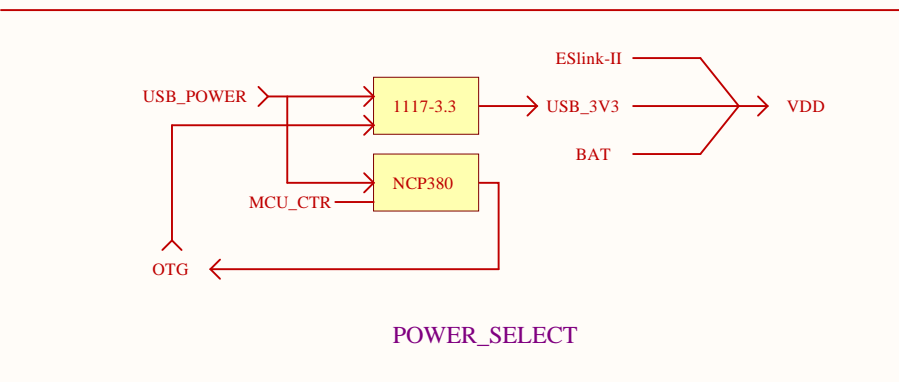 ESlink-II
USB_POWER
1117-3.3
USB_3V3
VDD
BAT
NCP380
MCU_CTR
OTG
POWER_SELECT